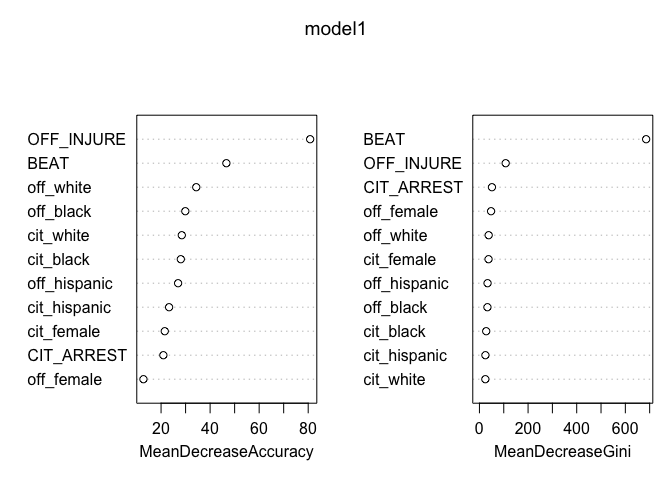 model1
OFF_INJURE
BEAT
off_white
off_black
cit_white
cit_black
off_hispanic
cit_hispanic
cit_female
CIT_ARREST
off_female
20 40 60 80
MeanDecreaseAccuracy
BEAT
OFF_INJURE
CIT_ARREST
off_female
off_white
cit_female
off_hispanic
off_black
cit_black
cit_hispanic
cit_white
0 200 400 600
MeanDecreaseGini